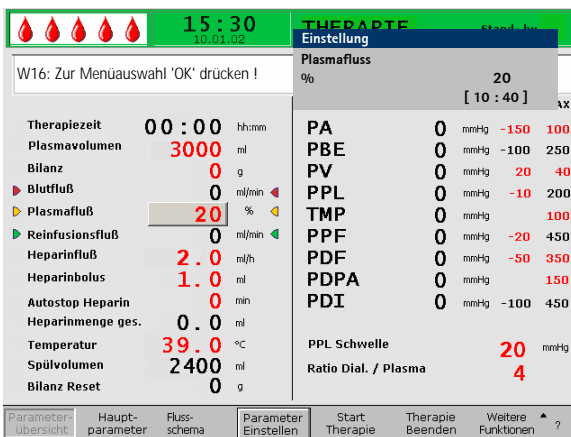 15:30
10.01.02
THERAPIE
Einstellung
Plasmafluss
% 20
[ 10 : 40 ]
W16: Zur Menüauswahl 'OK' drücken !
Therapiezeit 00:00 hh:mm
Plasmavolumen 3000 ml
Bilanz 0 g
Blutfluß 0 ml/min
Plasmafluß 20 %
Reinfusionsfluß 0 ml/min
Heparinfluß 2.0 ml/h
Heparinbolus 1.0 ml
Autostop Heparin 0 min
Heparinmenge ges. 0.0 ml
Temperatur 39.0 °C
Spülvolumen 2400 ml
Bilanz Reset 0 g
PA 0 mmHg -150 100
PBE 0 mmHg -100 250
PV 0 mmHg 20 40
PPL 0 mmHg -10 200
TMP 0 mmHg 100
PPF 0 mmHg -20 450
PDF 0 mmHg -50 350
PDPA 0 mmHg 150
PDI 0 mmHg -100 450
PPL Schwelle 20 mmHg
Ratio Dial. / Plasma 4
Parameter-
übersicht
Haupt-
parameter
Fluss-
schema
Parameter
Einstellen
Start
Therapie
Therapie
Beenden
Weitere
Funktionen
?